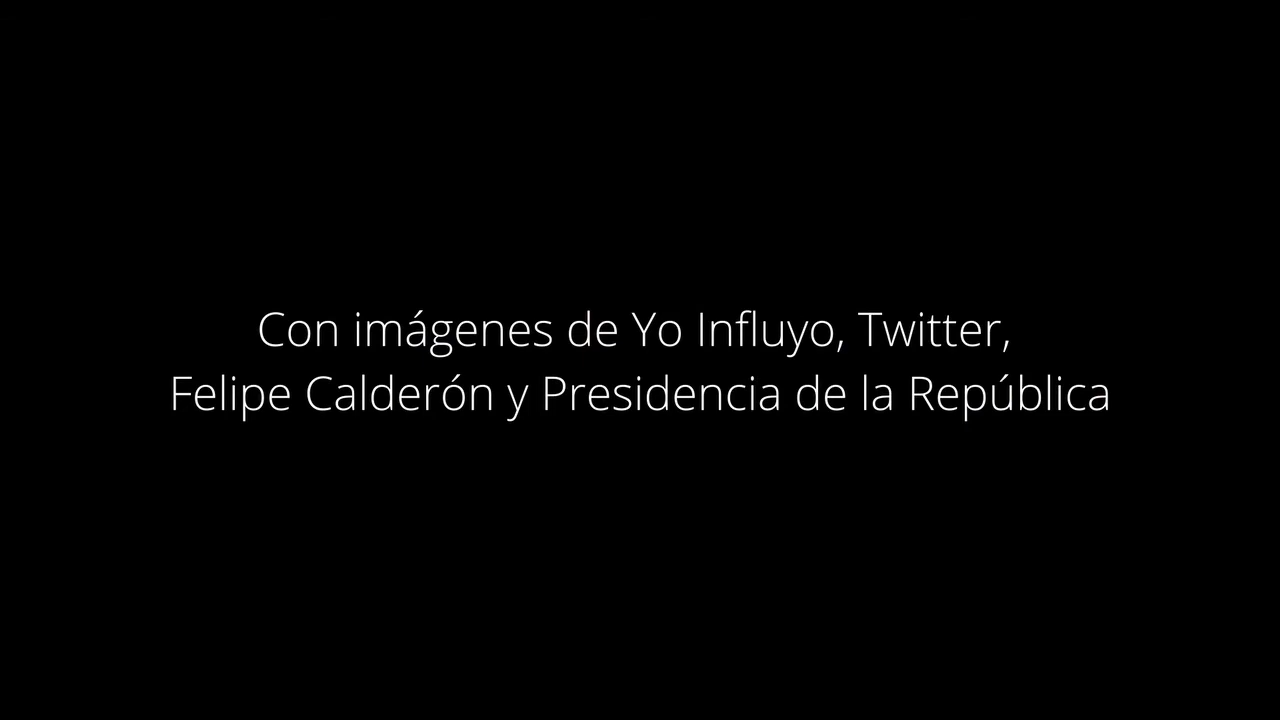 Con imágenes de Yo Influyo, Twitter,
Felipe Calderón y Presidencia de la República